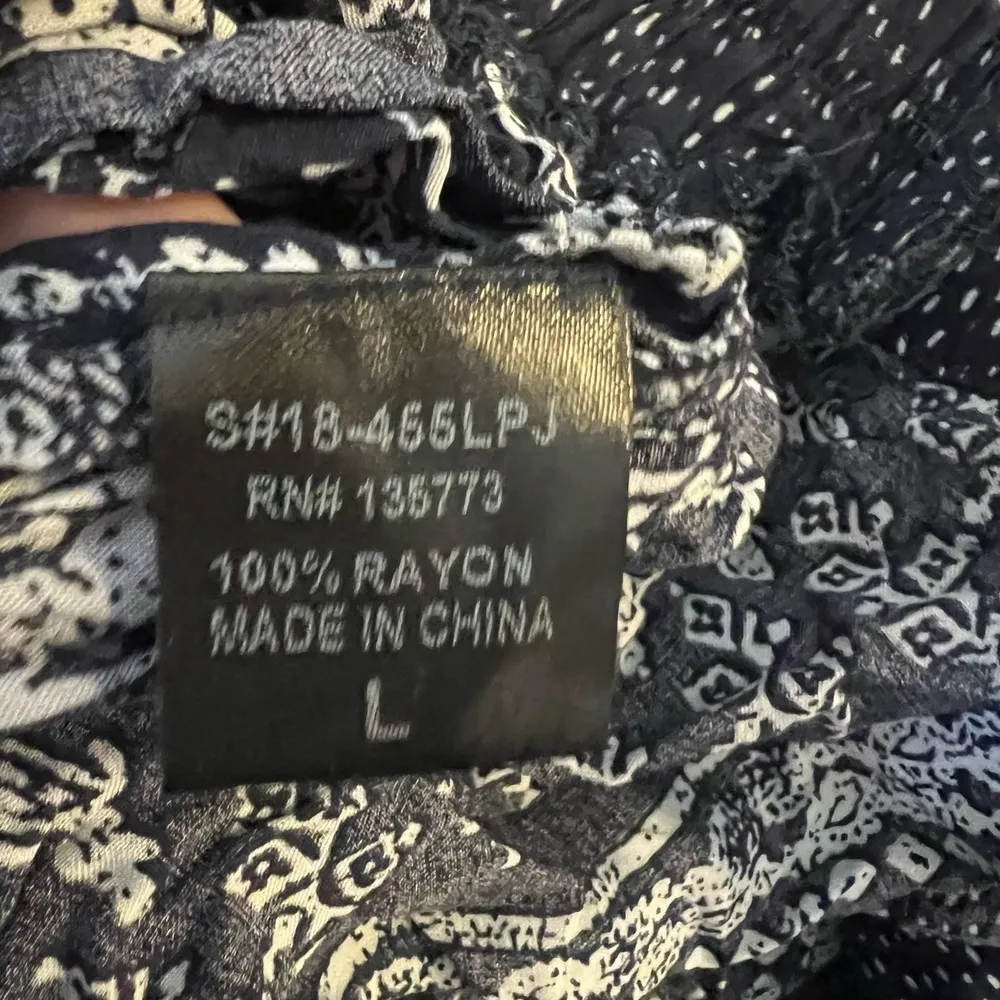 S#18-466LPJ
RN# 135773
100% RAYON
MADE IN CHINA
L